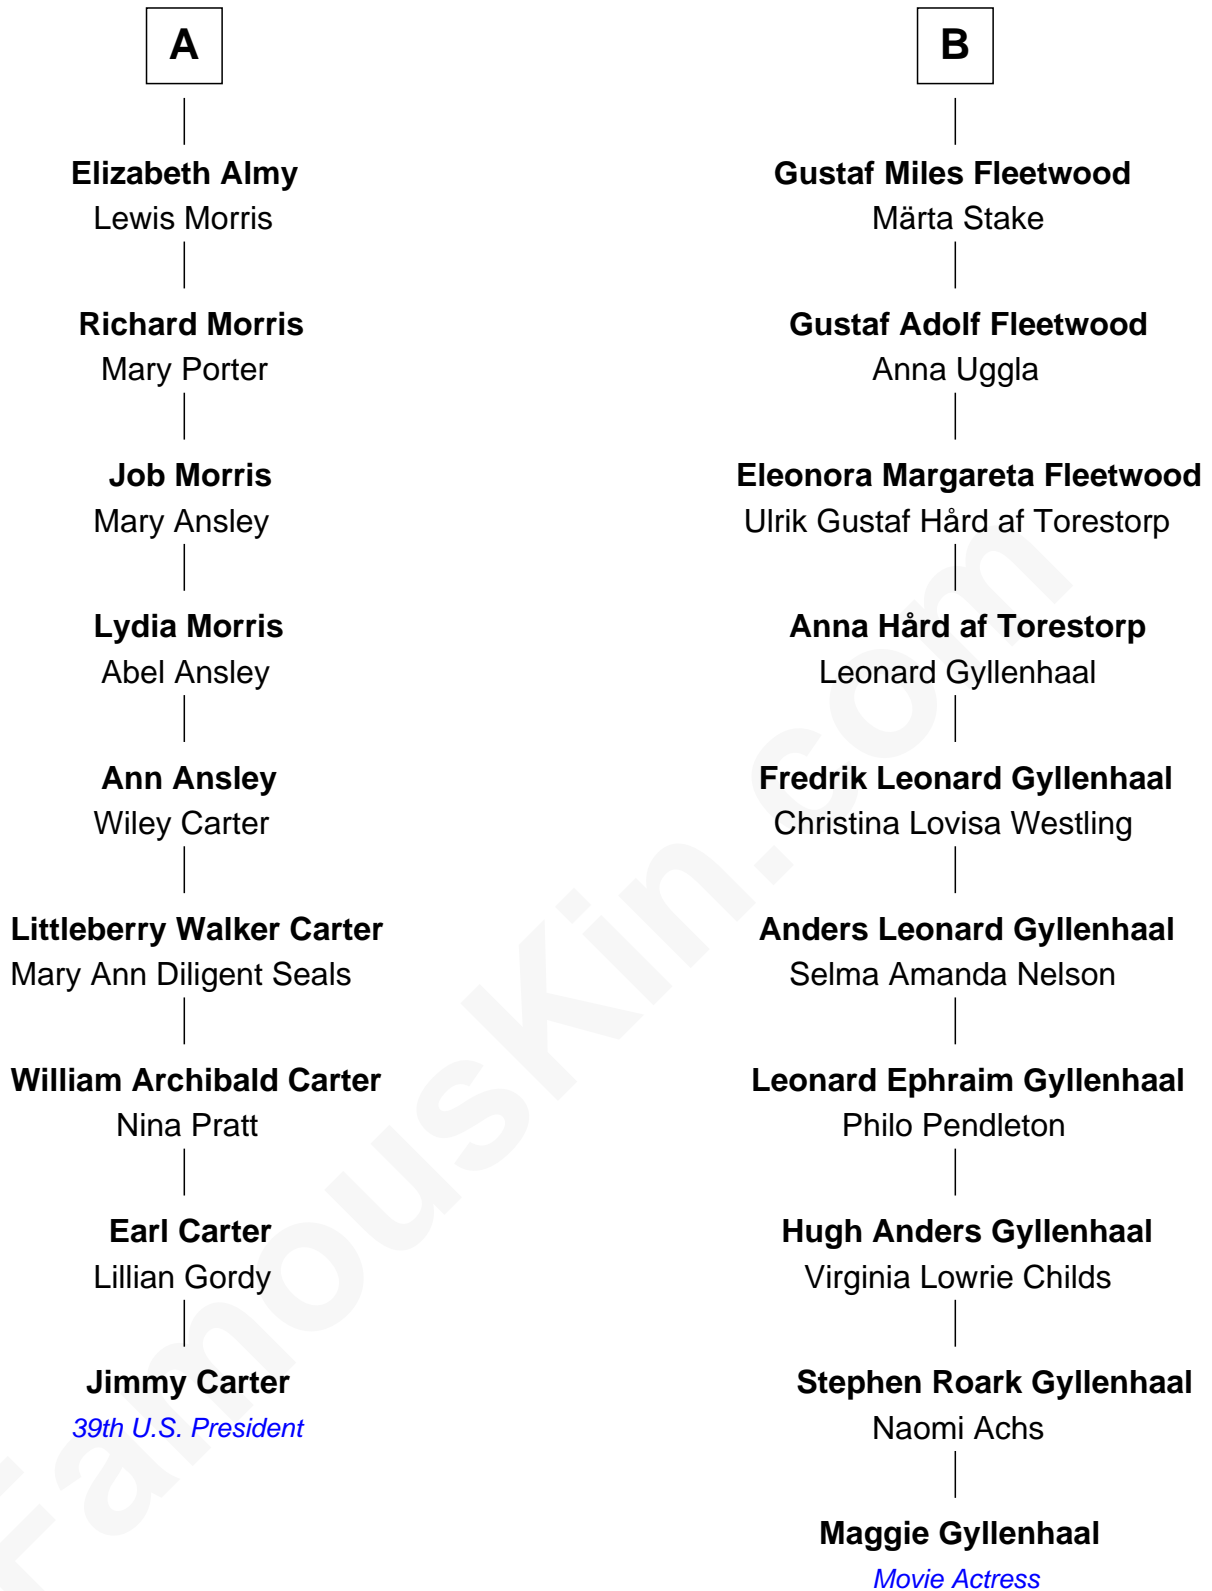 A
Elizabeth Almy
Lewis Morris
Richard Morris
Mary Porter
Job Morris
Mary Ansley
Lydia Morris
Abel Ansley
Ann Ansley
Wiley Carter
Littleberry Walker Carter
Mary Ann Diligent Seals
William Archibald Carter
Nina Pratt
Earl Carter
Lillian Gordy
Jimmy Carter
39th U.S. President
B
Gustaf Miles Fleetwood
Märta Stake
Gustaf Adolf Fleetwood
Anna Uggla
Eleonora Margareta Fleetwood
Ulrik Gustaf Hård af Torestorp
Anna Hård af Torestorp
Leonard Gyllenhaal
Fredrik Leonard Gyllenhaal
Christina Lovisa Westling
Anders Leonard Gyllenhaal
Selma Amanda Nelson
Leonard Ephraim Gyllenhaal
Philo Pendleton
Hugh Anders Gyllenhaal
Virginia Lowrie Childs
Stephen Roark Gyllenhaal
Naomi Achs
Maggie Gyllenhaal
Movie Actress
FamousKin.com